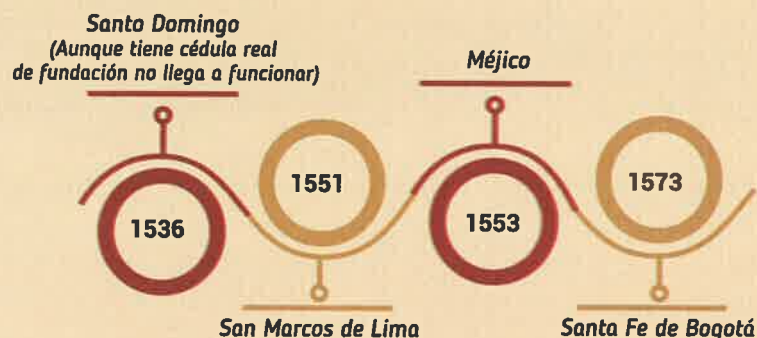 Santo Domingo
(Aunque tiene cédula real
de fundación no llega a funcionar)
1536
1551
San Marcos de Lima
Méjico
1553
1573
Santa Fe de Bogotá